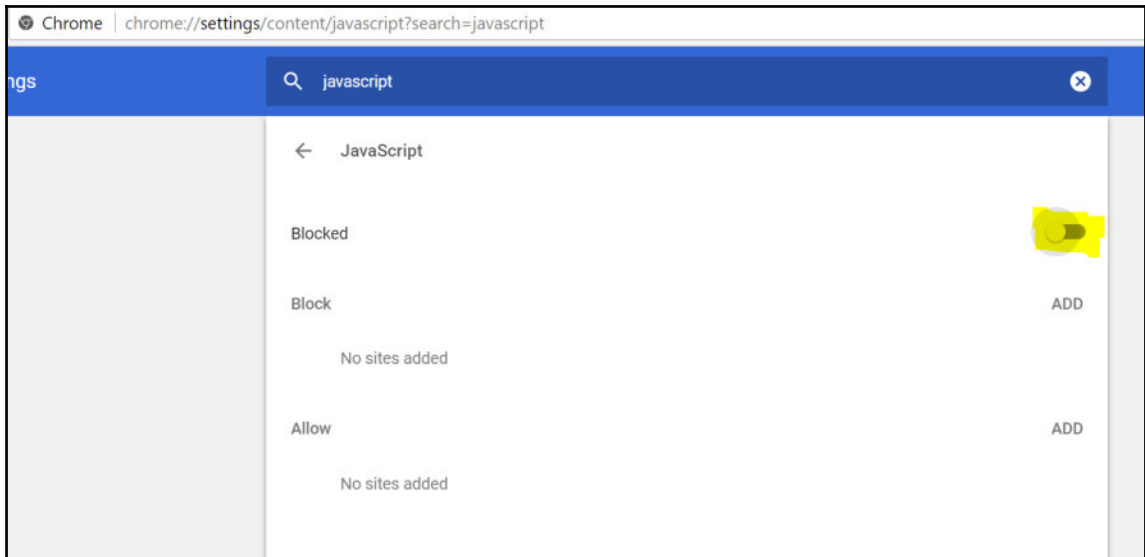 Chrome | chrome://settings/content/javascript?search=javascript
ngs
javascript
JavaScript
Blocked
Block ADD
No sites added
Allow ADD
No sites added